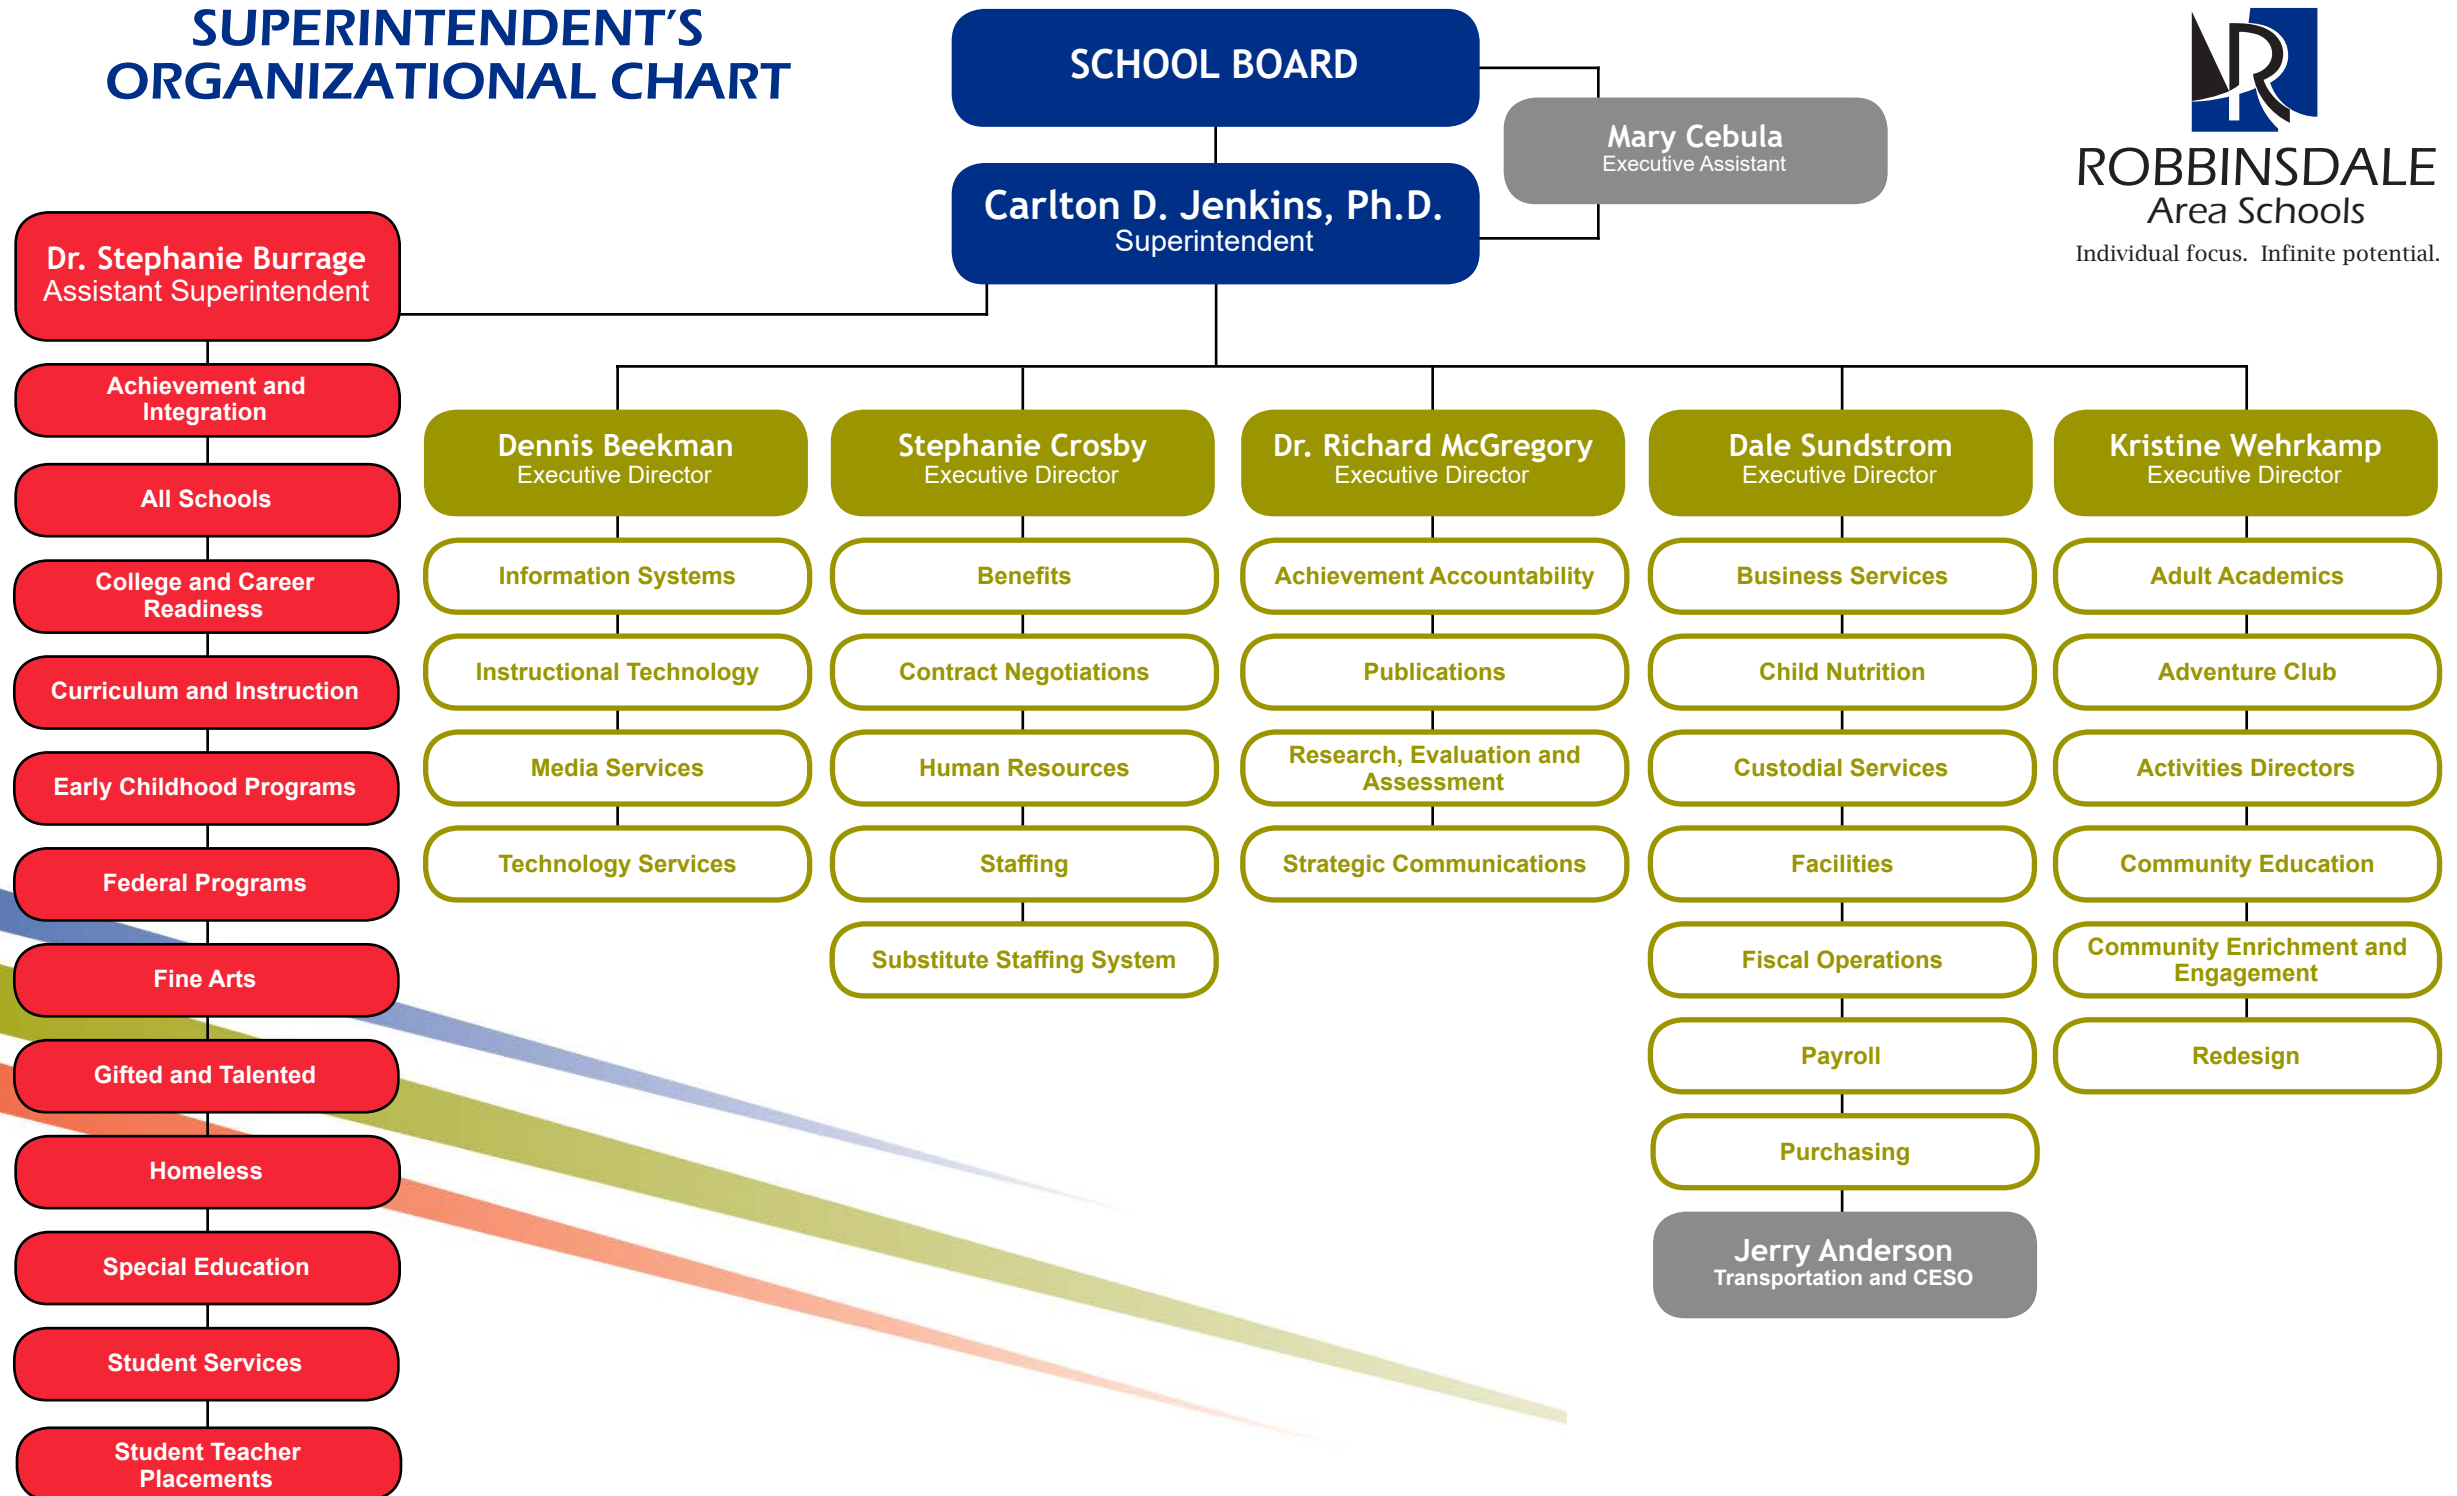 SUPERINTENDENT'S
ORGANIZATIONAL CHART
SCHOOL BOARD
Mary Cebula
Executive Assistant
Carlton D. Jenkins, Ph.D.
Superintendent
ROBBINSDALE
Area Schools
Individual focus. Infinite potential.
Dr. Stephanie Burrage
Assistant Superintendent
Achievement and
Integration
All Schools
College and Career
Readiness
Curriculum and Instruction
Early Childhood Programs
Federal Programs
Fine Arts
Gifted and Talented
Homeless
Special Education
Student Services
Student Teacher
Placements
Dennis Beekman
Executive Director
Information Systems
Instructional Technology
Media Services
Technology Services
Stephanie Crosby
Executive Director
Benefits
Contract Negotiations
Human Resources
Staffing
Substitute Staffing System
Dr. Richard McGregory
Executive Director
Achievement Accountability
Publications
Research, Evaluation and
Assessment
Strategic Communications
Dale Sundstrom
Executive Director
Business Services
Child Nutrition
Custodial Services
Facilities
Fiscal Operations
Payroll
Purchasing
Jerry Anderson
Transportation and CESO
Kristine Wehrkamp
Executive Director
Adult Academics
Adventure Club
Activities Directors
Community Education
Community Enrichment and
Engagement
Redesign